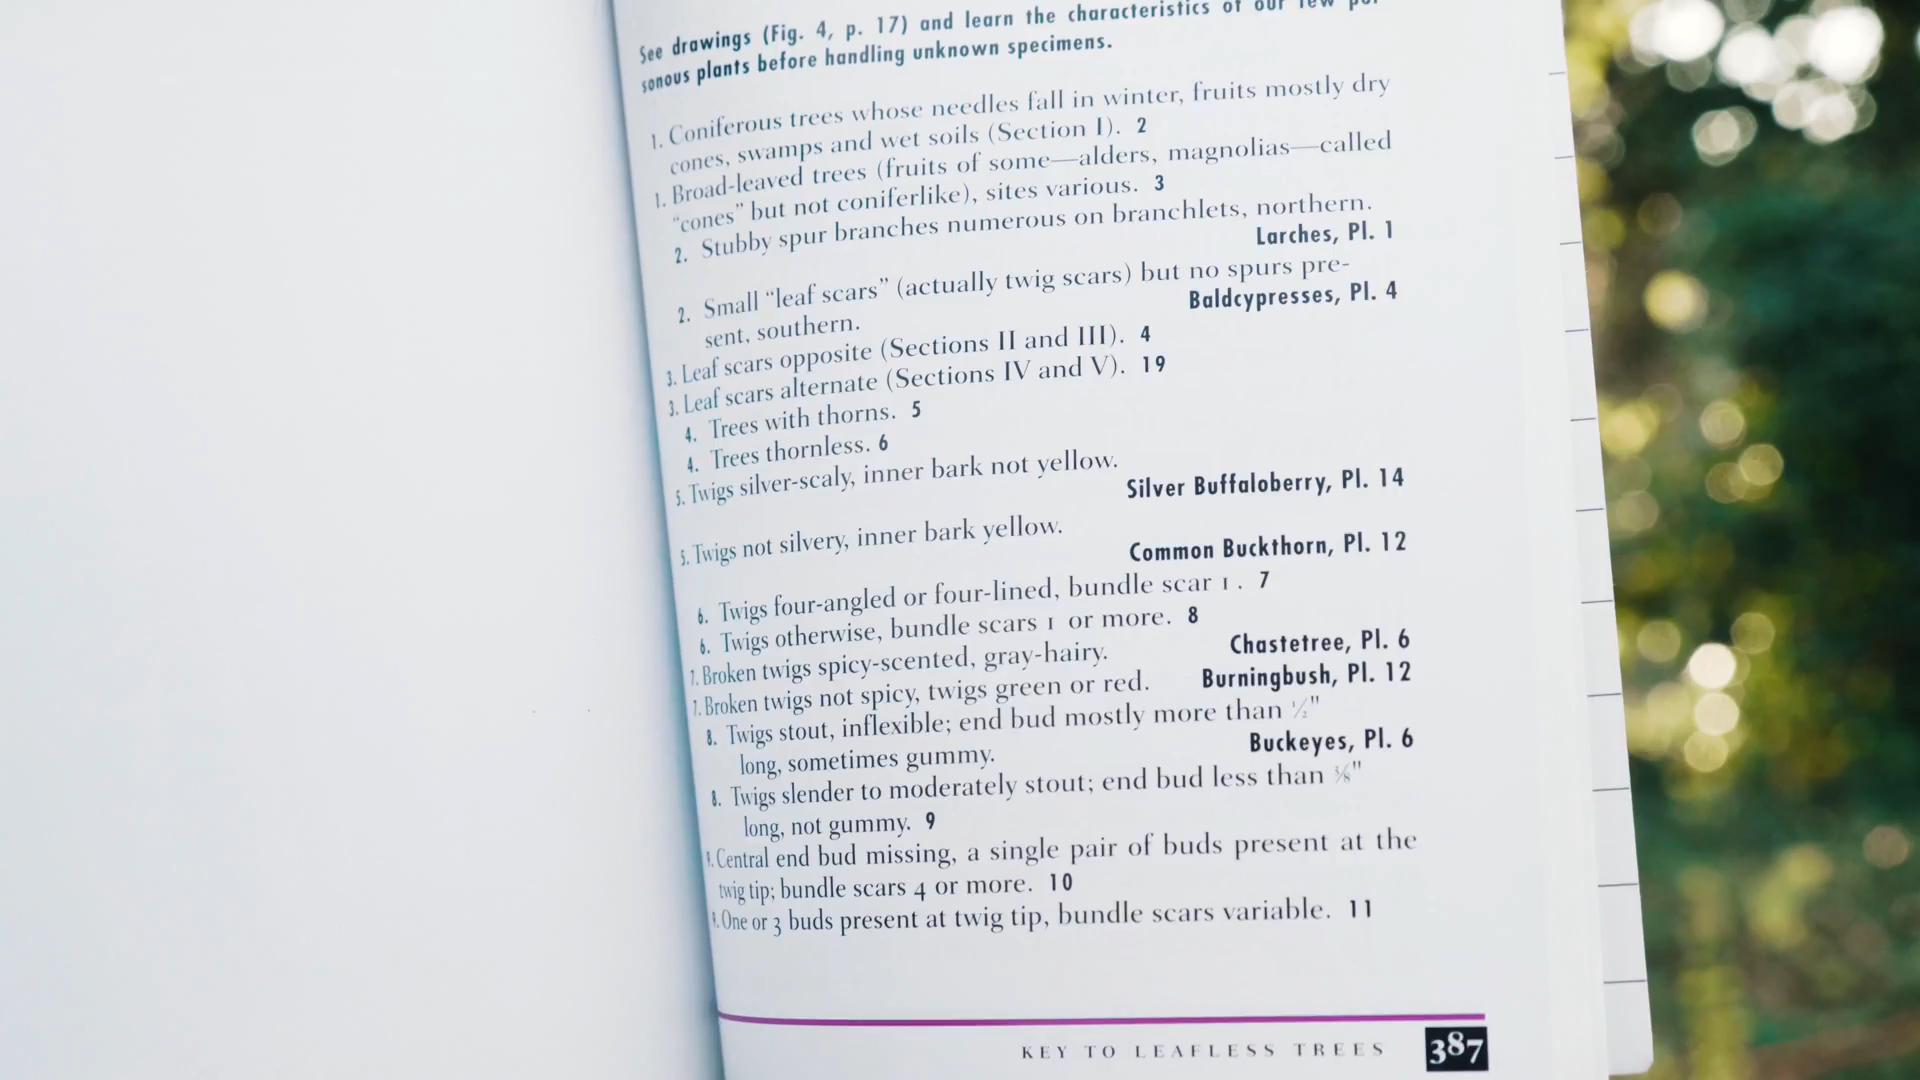 See drawings (Fig. 4, p. 17) and learn the characteristics of our few poi-
sonous plants before handling unknown specimens.
1. Coniferous trees whose needles fall in winter, fruits mostly dry
cones, swamps and wet soils (Section I). 2
1. Broad-leaved trees (fruits of some—alders, magnolias—called
“cones” but not coniferlike), sites various. 3
2. Stubby spur branches numerous on branchlets, northern.
Larches, Pl. 1
2. Small “leaf scars” (actually twig scars) but no spurs pre-
sent, southern. Baldcypresses, Pl. 4
3. Leaf scars opposite (Sections II and III). 4
3. Leaf scars alternate (Sections IV and V). 19
4. Trees with thorns. 5
4. Trees thornless. 6
5. Twigs silver-scaly, inner bark not yellow.
Silver Buffaloberry, Pl. 14
5. Twigs not silvery, inner bark yellow.
Common Buckthorn, Pl. 12
6. Twigs four-angled or four-lined, bundle scar 1. 7
6. Twigs otherwise, bundle scars 1 or more. 8
7. Broken twigs spicy-scented, gray-hairy. Chastetree, Pl. 6
7. Broken twigs not spicy, twigs green or red. Burningbush, Pl. 12
8. Twigs stout, inflexible; end bud mostly more than ½"
long, sometimes gummy. Buckeyes, Pl. 6
8. Twigs slender to moderately stout; end bud less than ⅜"
long, not gummy. 9
9. Central end bud missing, a single pair of buds present at the
twig tip; bundle scars 4 or more. 10
9. One or 3 buds present at twig tip, bundle scars variable. 11
KEY TO LEAFLESS TREES 387